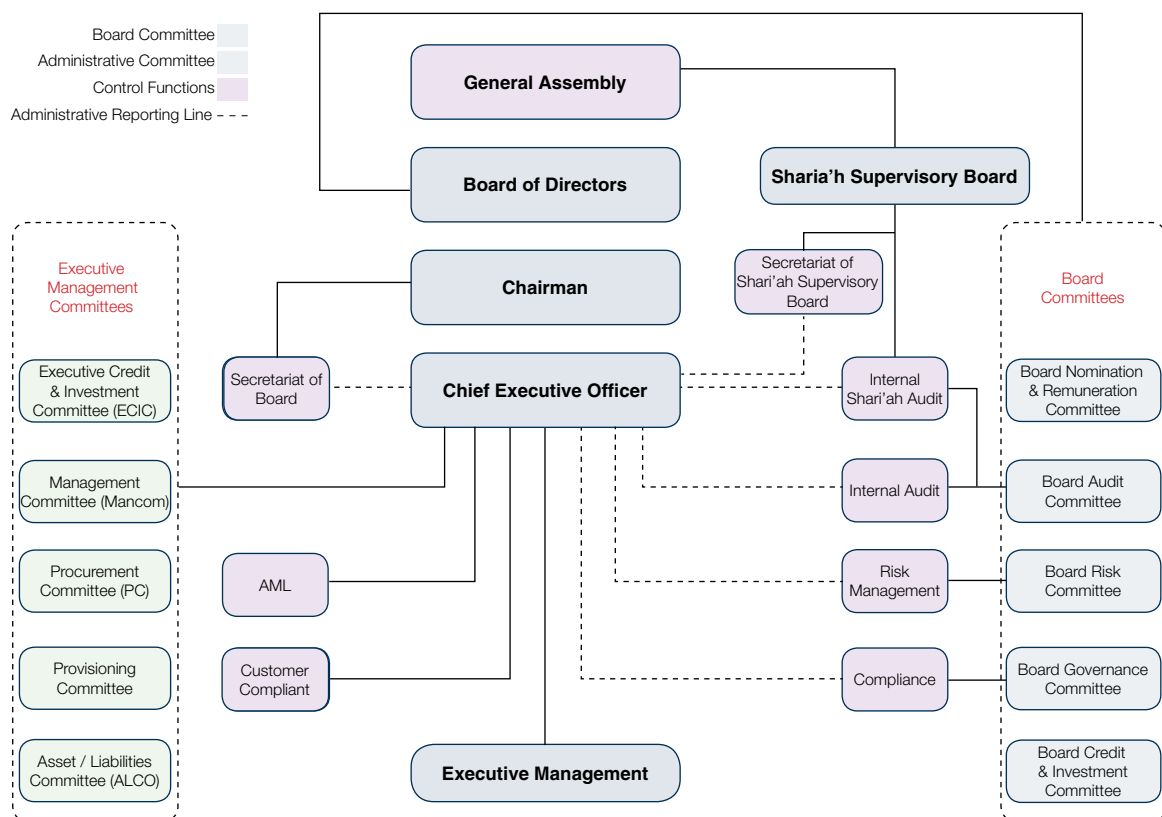 Board Committee
Administrative Committee
Control Functions
Administrative Reporting Line - - -
General Assembly
Board of Directors
Sharia'h Supervisory Board
Chairman
Secretariat of
Shari'ah Supervisory
Board
Executive
Management
Committees
Board
Committees
Executive Credit
& Investment
Committee (ECIC)
Secretariat of
Board
Chief Executive Officer
Internal
Shari'ah Audit
Board Nomination
& Remuneration
Committee
Management
Committee (Mancom)
Internal Audit
Board Audit
Committee
Procurement
Committee (PC)
AML
Risk
Management
Board Risk
Committee
Provisioning
Committee
Customer
Compliant
Compliance
Board Governance
Committee
Asset / Liabilities
Committee (ALCO)
Executive Management
Board Credit
& Investment
Committee